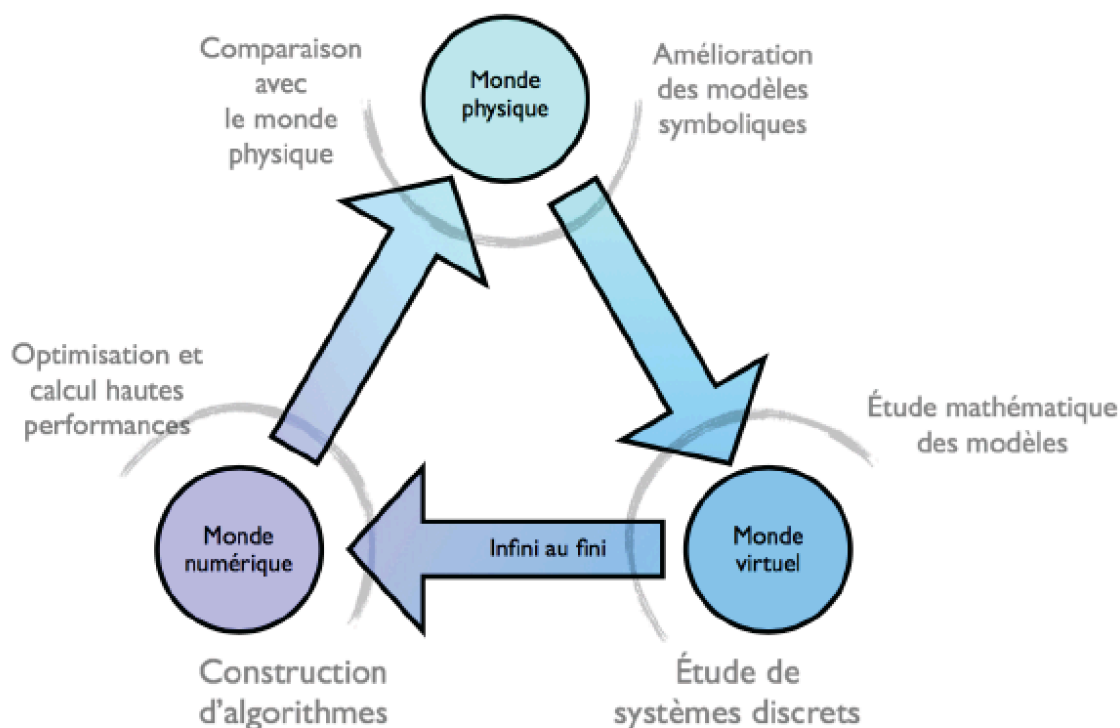 Comparaison
avec
le monde
physique
Monde
physique
Amélioration
des modèles
symboliques
Optimisation et
calcul hautes
performances
Étude mathématique
des modèles
Monde
numérique
Infini au fini
Monde
virtuel
Construction
d'algorithmes
Étude de
systèmes discrets